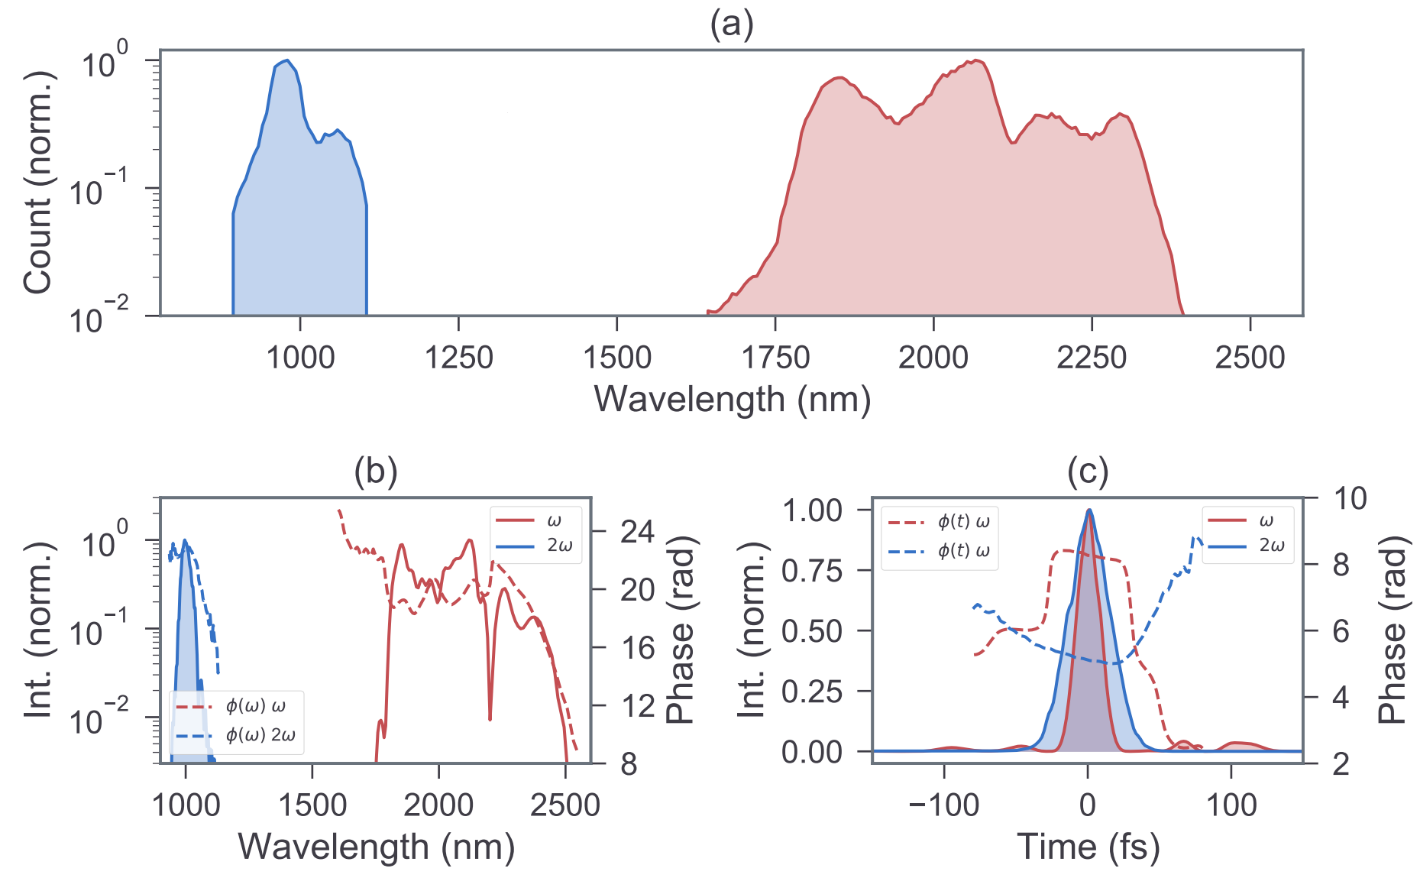 (a)
Count (norm.)
10^0
10^−1
10^−2
1000 1250 1500 1750 2000 2250 2500
Wavelength (nm)
(b)
Int. (norm.)
10^0
10^−1
10^−2
ω
2ω
ϕ(ω) ω
ϕ(ω) 2ω
24
20
16
12
8
Phase (rad)
1000 1500 2000 2500
Wavelength (nm)
(c)
Int. (norm.)
1.00
0.75
0.50
0.25
0.00
ϕ(t) ω
ϕ(t) ω
ω
2ω
10
8
6
4
2
Phase (rad)
−100 0 100
Time (fs)